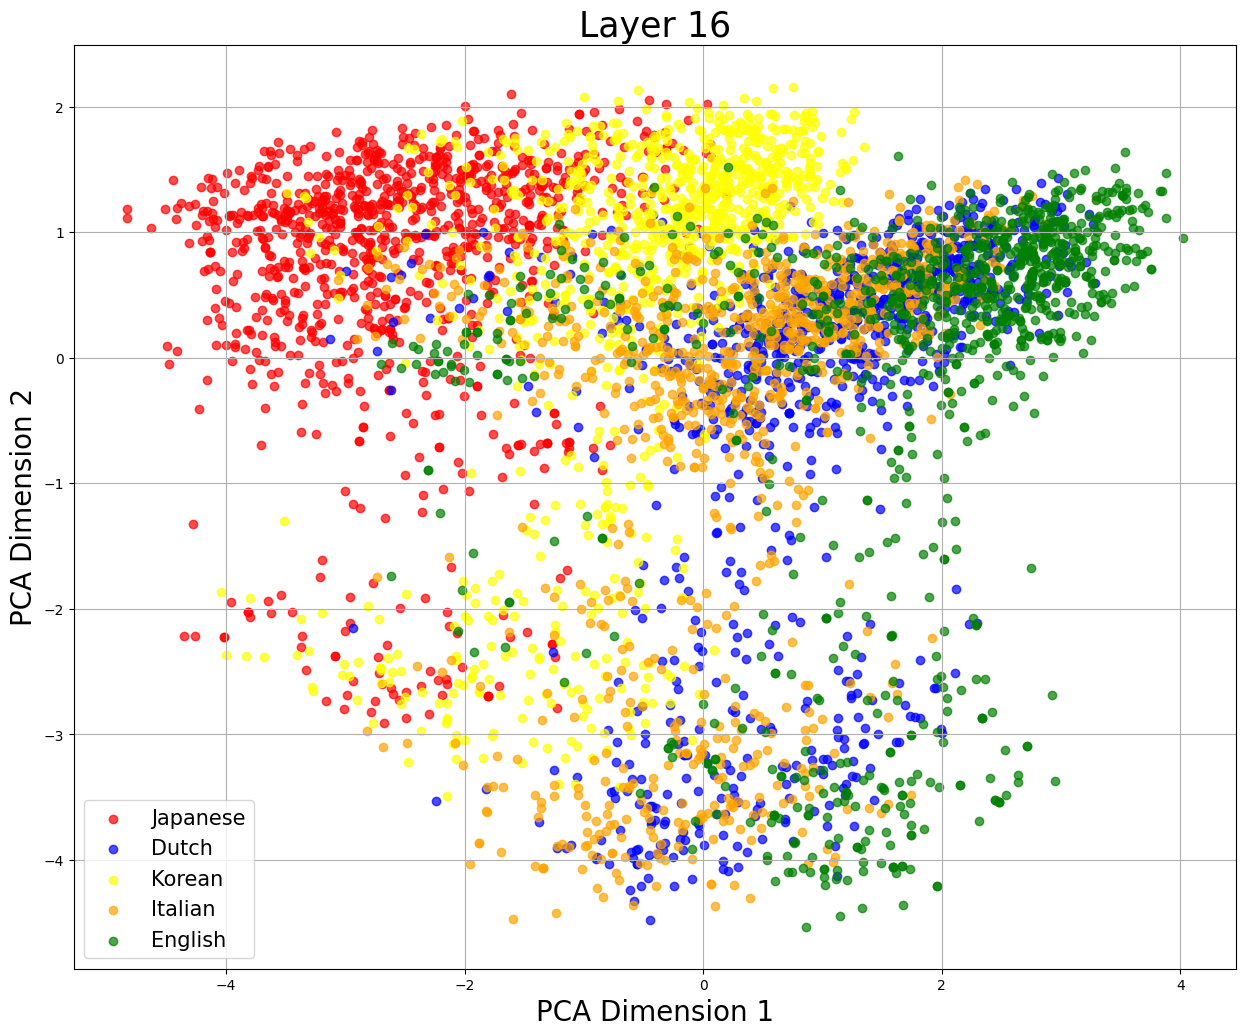 Layer 16
2
1
0
−1
−2
−3
−4
PCA Dimension 2
Japanese
Dutch
Korean
Italian
English
−4
−2
0
2
4
PCA Dimension 1